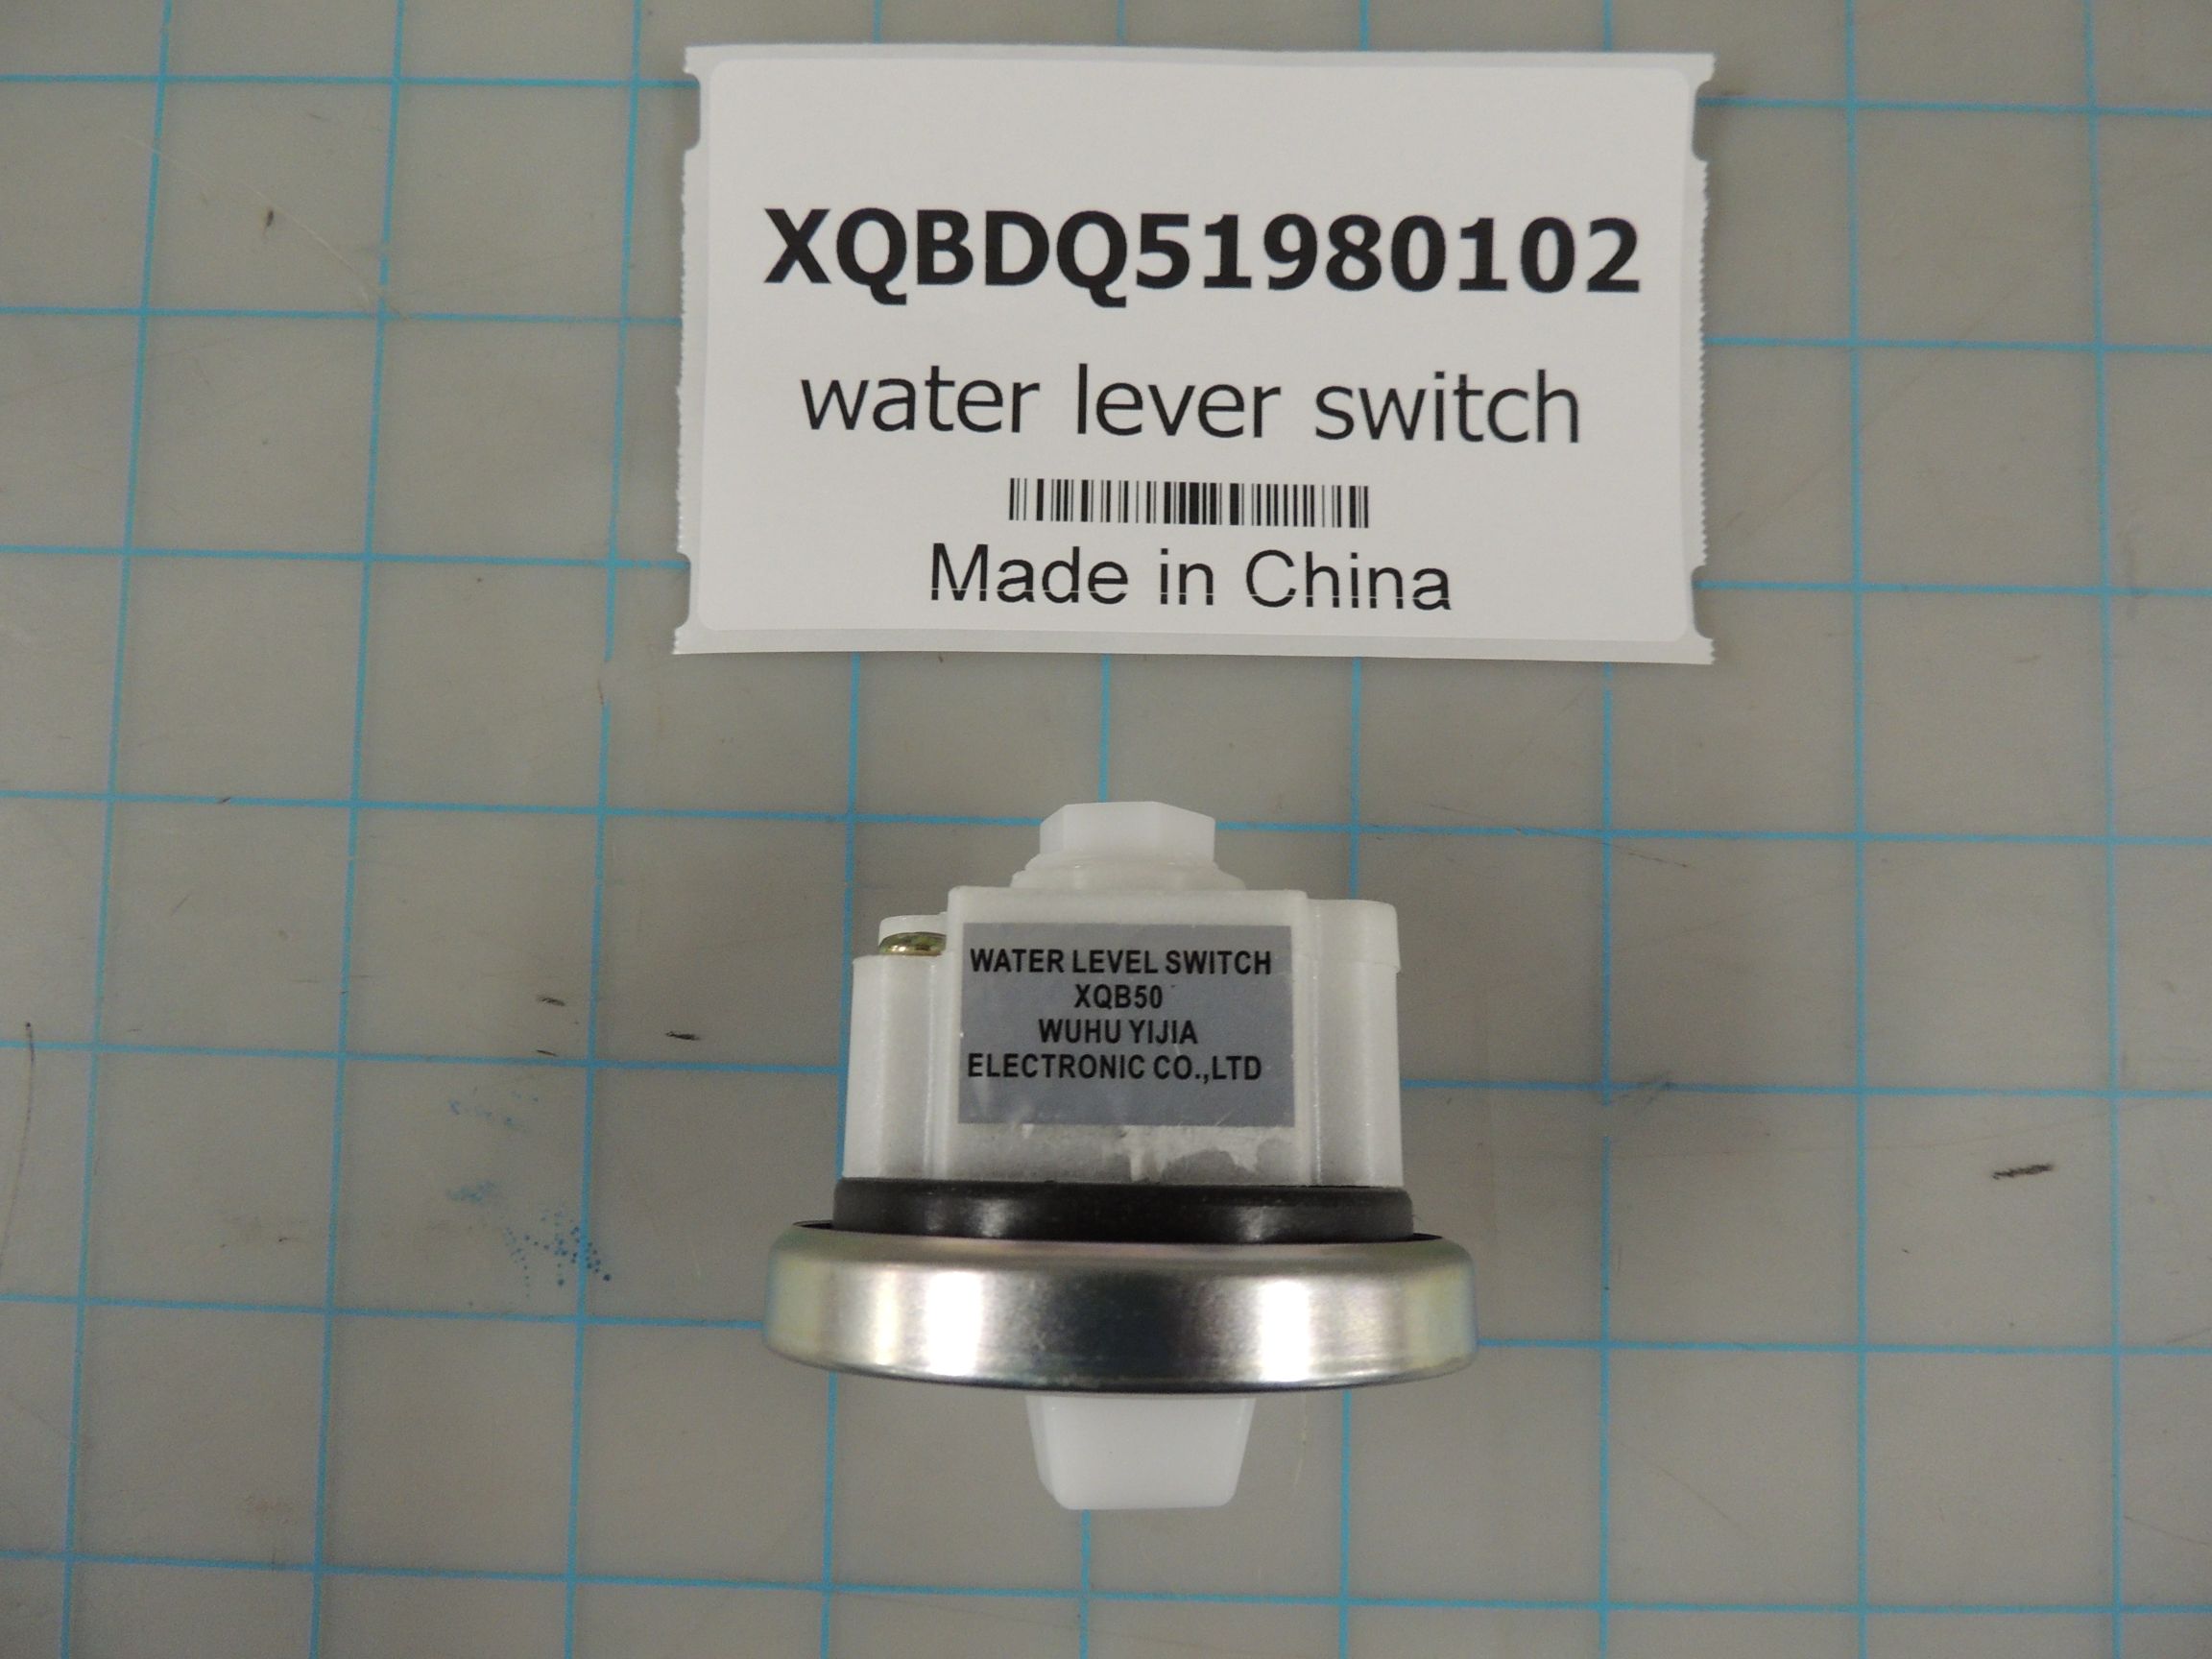 XQBDQ51980102
water lever switch
Made in China
WATER LEVEL SWITCH
XQB50
WUHU YIJIA
ELECTRONIC CO.,LTD